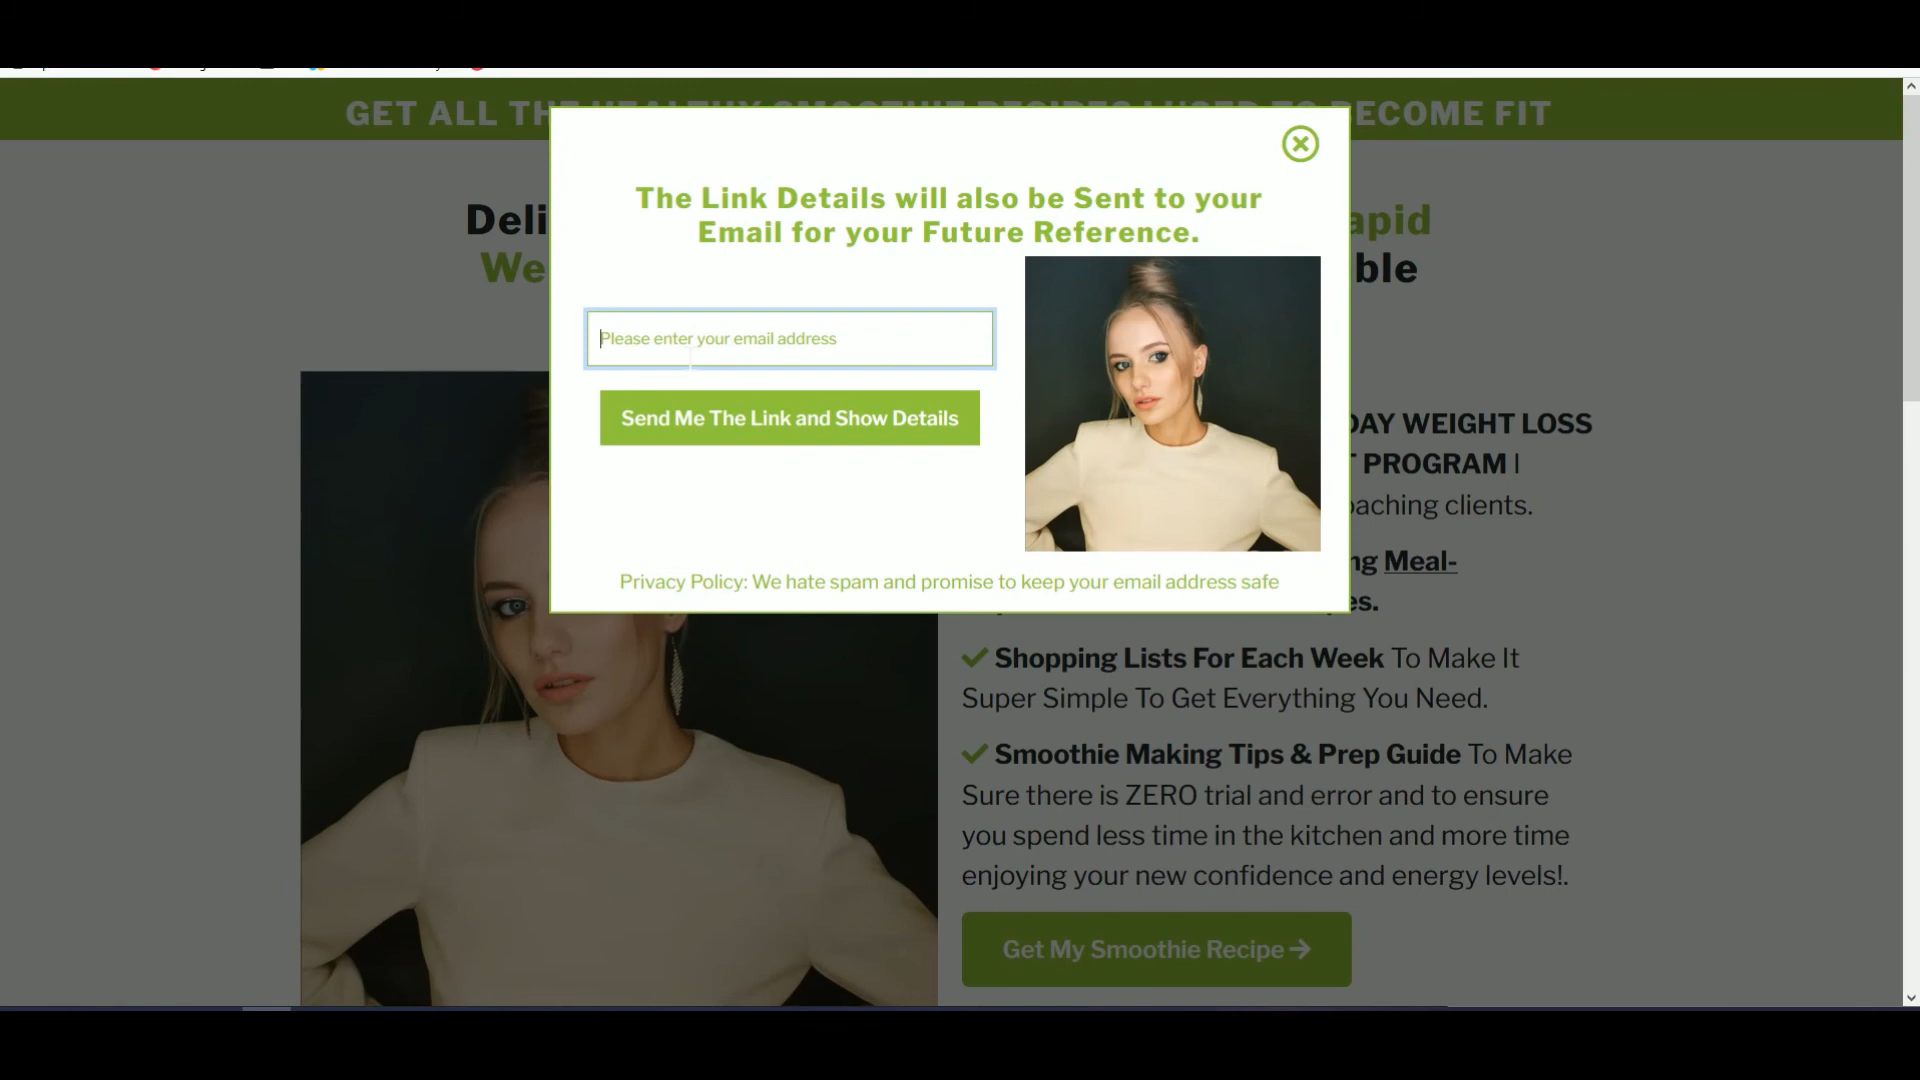 GET ALL TH ECOME FIT
The Link Details will also be Sent to your
Email for your Future Reference.
Deli apid
We ble
Please enter your email address
Send Me The Link and Show Details
Privacy Policy: We hate spam and promise to keep your email address safe
DAY WEIGHT LOSS
PROGRAM I
oaching clients.
ng Meal-
es.
Shopping Lists For Each Week To Make It
Super Simple To Get Everything You Need.
Smoothie Making Tips & Prep Guide To Make
Sure there is ZERO trial and error and to ensure
you spend less time in the kitchen and more time
enjoying your new confidence and energy levels!.
Get My Smoothie Recipe